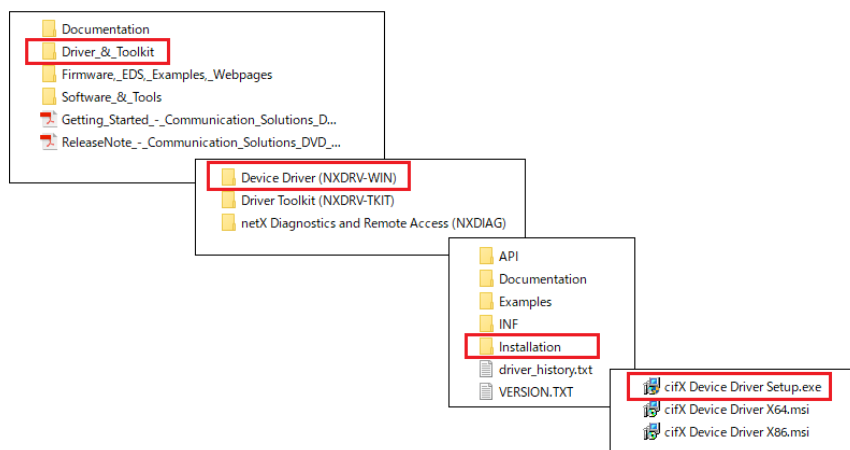 Documentation
Driver_&_Toolkit
Firmware,_EDS,_Examples,_Webpages
Software_&_Tools
Getting_Started_-_Communication_Solutions_D...
ReleaseNote_-_Communication_Solutions_DVD_...
Device Driver (NXDRV-WIN)
Driver Toolkit (NXDRV-TKIT)
netX Diagnostics and Remote Access (NXDIAG)
API
Documentation
Examples
INF
Installation
driver_history.txt
VERSION.TXT
cifX Device Driver Setup.exe
cifX Device Driver X64.msi
cifX Device Driver X86.msi